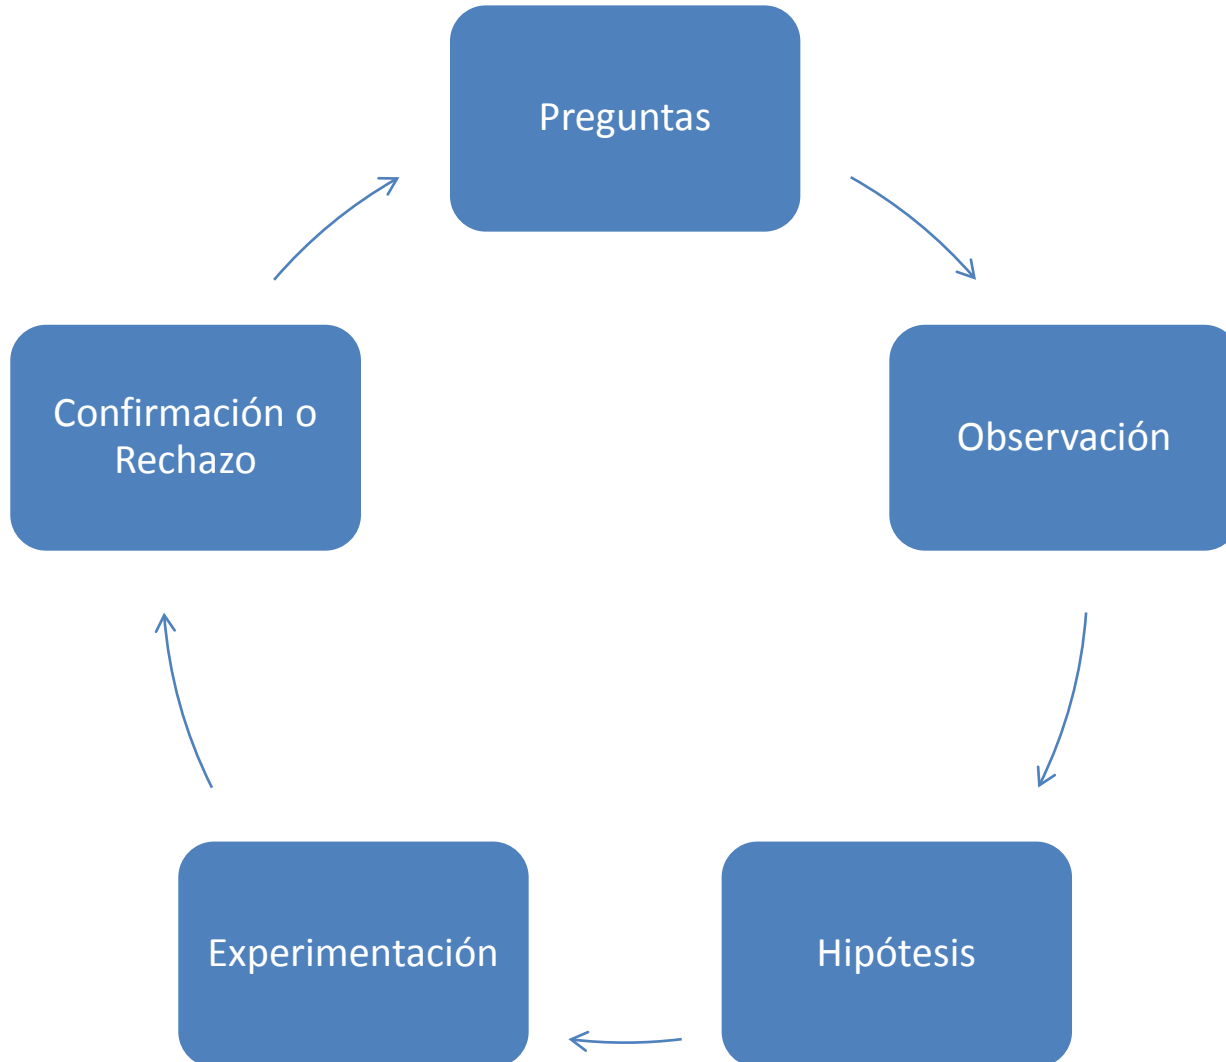 Preguntas
Observación
Hipótesis
Experimentación
Confirmación o
Rechazo